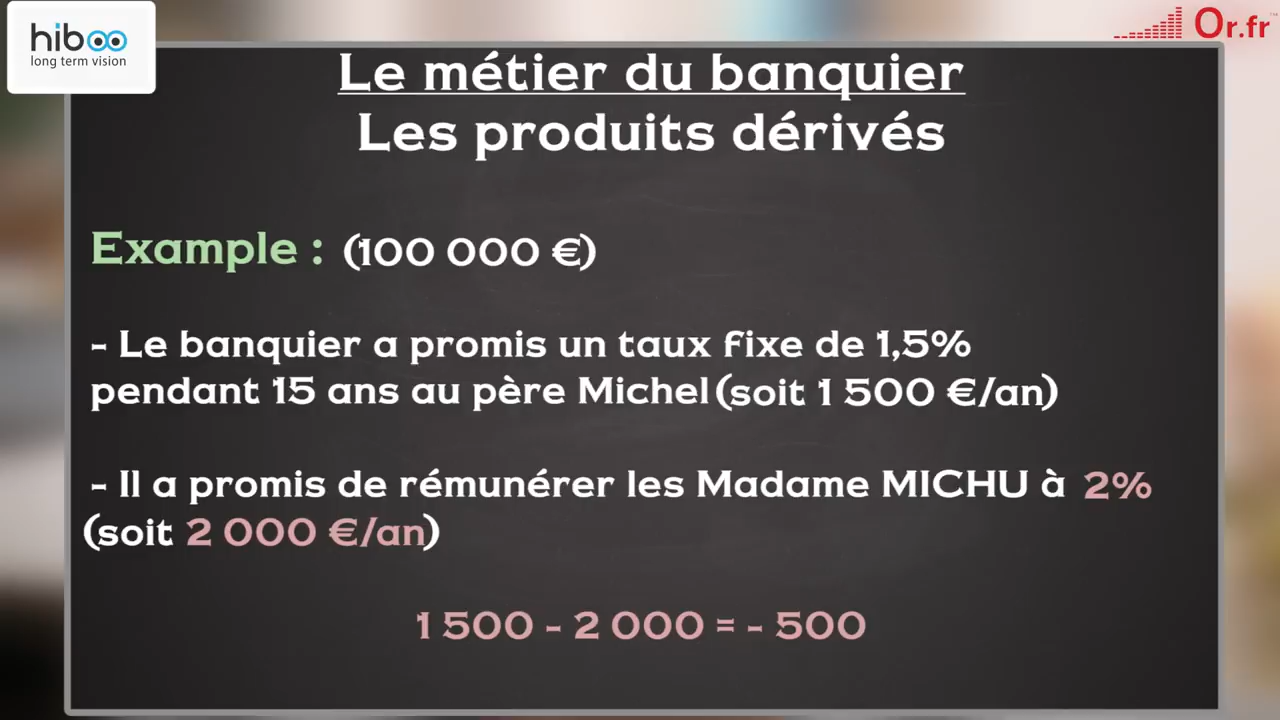 hiboo
long term vision
Or.fr
Le métier du banquier
Les produits dérivés
Example : (100 000 €)
- Le banquier a promis un taux fixe de 1,5%
pendant 15 ans au père Michel (soit 1 500 €/an)
- Il a promis de rémunérer les Madame MICHU à 2%
(soit 2 000 €/an)
1 500 - 2 000 = - 500